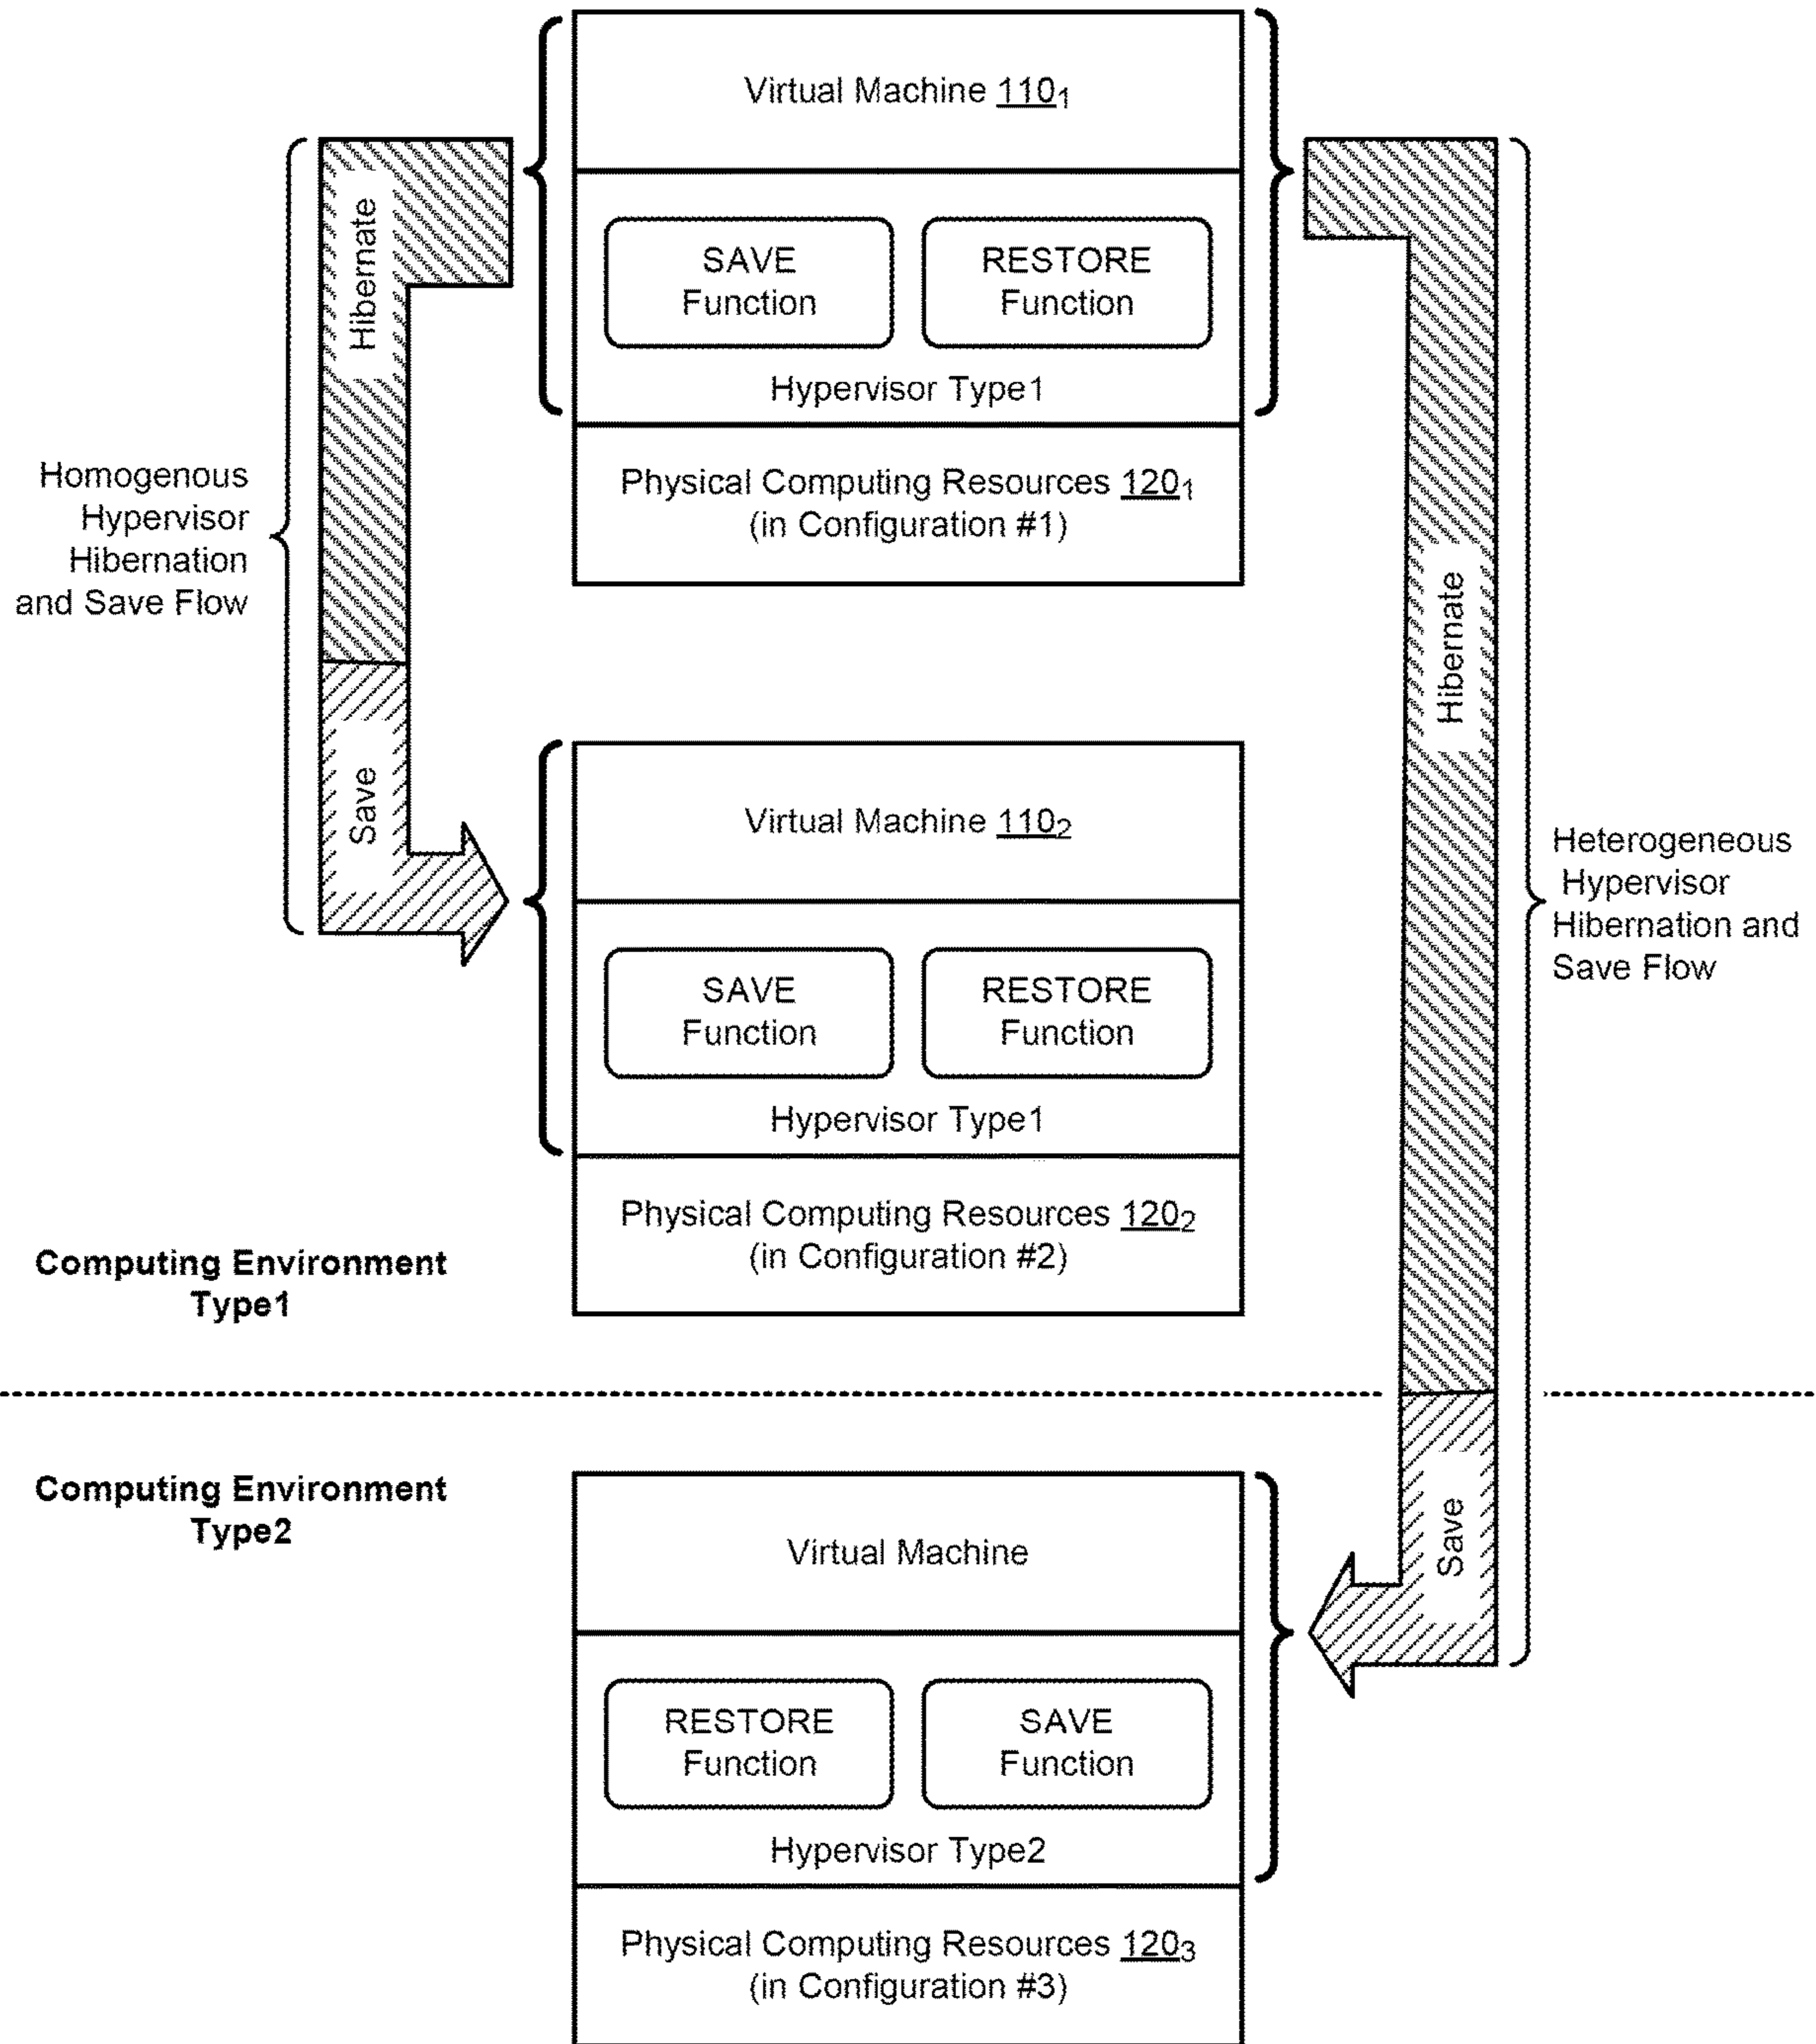 Virtual Machine 110₁
Hibernate
SAVE
Function
RESTORE
Function
Hypervisor Type1
Homogenous
Hypervisor
Hibernation
and Save Flow
Physical Computing Resources 120₁
(in Configuration #1)
Hibernate
Save
Virtual Machine 110₂
Heterogeneous
Hypervisor
Hibernation and
Save Flow
SAVE
Function
RESTORE
Function
Hypervisor Type1
Physical Computing Resources 120₂
(in Configuration #2)
Computing Environment
Type1
Computing Environment
Type2
Virtual Machine
Save
RESTORE
Function
SAVE
Function
Hypervisor Type2
Physical Computing Resources 120₃
(in Configuration #3)